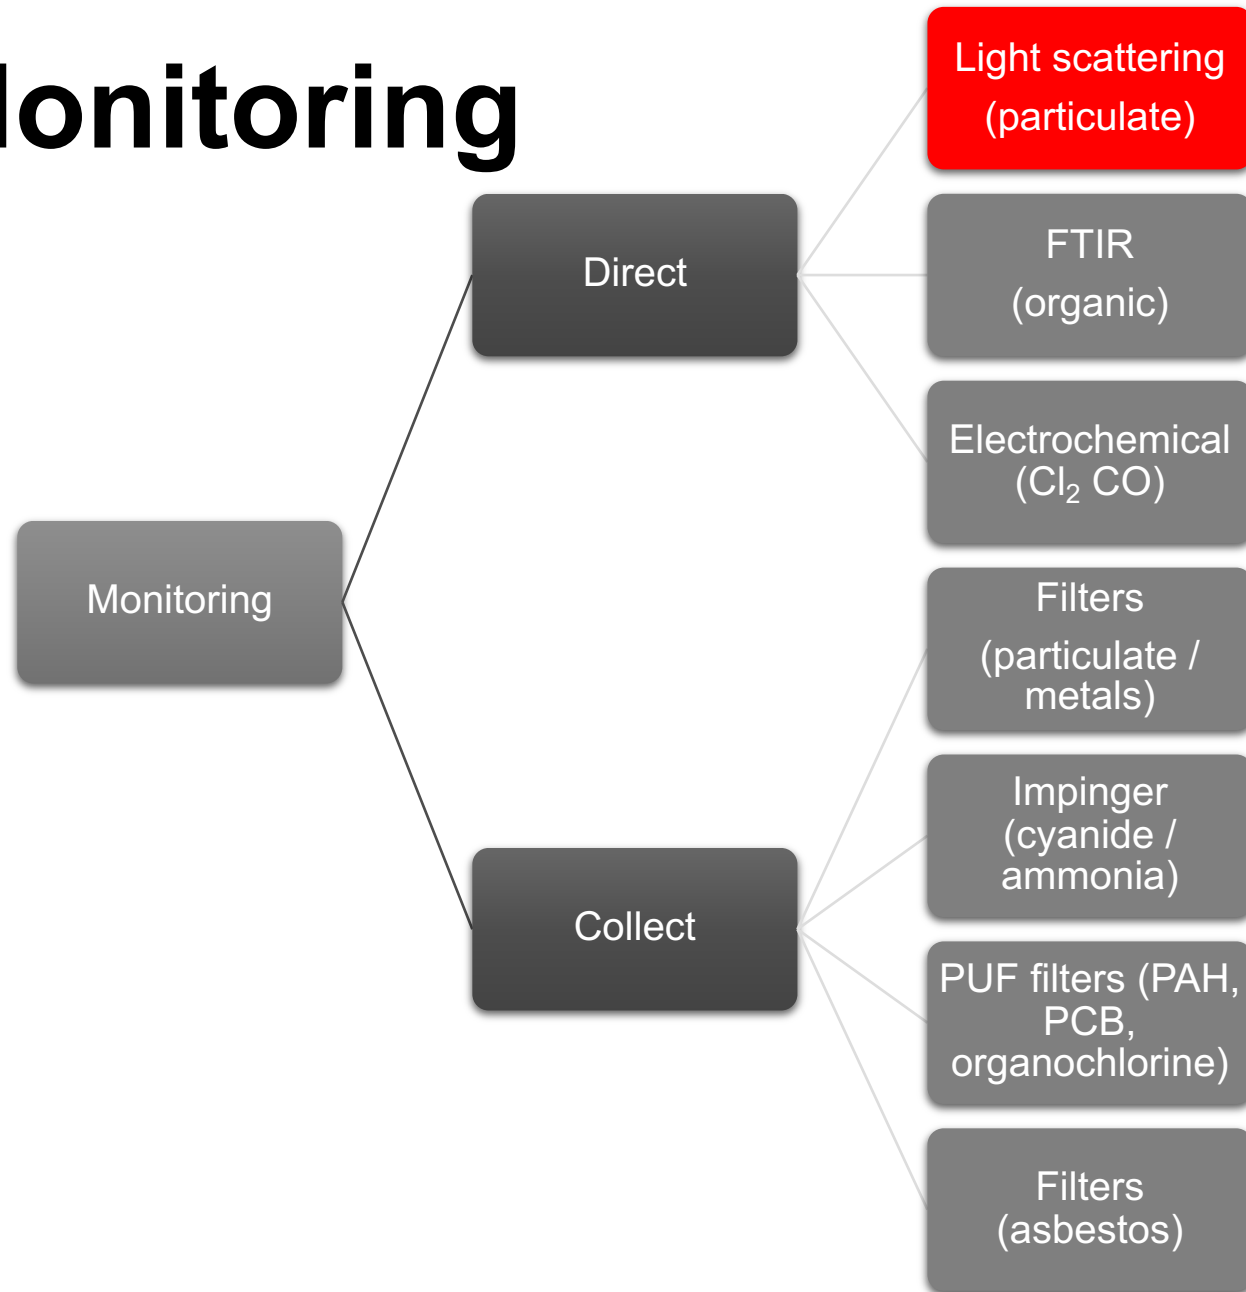 Monitoring
Monitoring
Direct
Light scattering
(particulate)
FTIR
(organic)
Electrochemical
(Cl₂ CO)
Collect
Filters
(particulate /
metals)
Impinger
(cyanide /
ammonia)
PUF filters (PAH,
PCB,
organochlorine)
Filters
(asbestos)